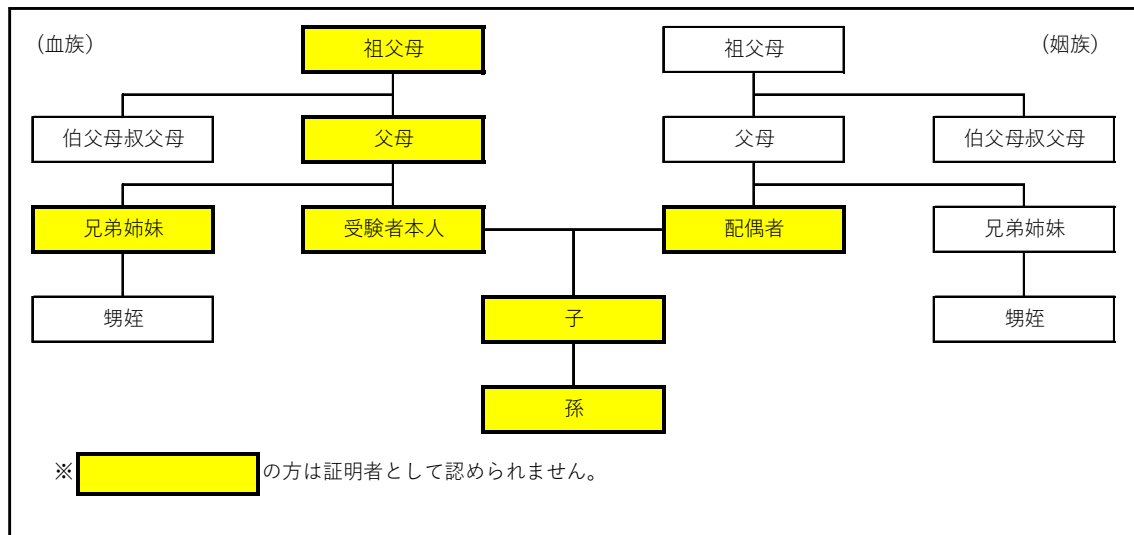 (血族) 祖父母 祖父母 (姻族)
伯父母叔父母 父母 父母 伯父母叔父母
兄弟姉妹 受験者本人 配偶者 兄弟姉妹
甥姪 子 甥姪
孫
※ の方は証明者として認められません。